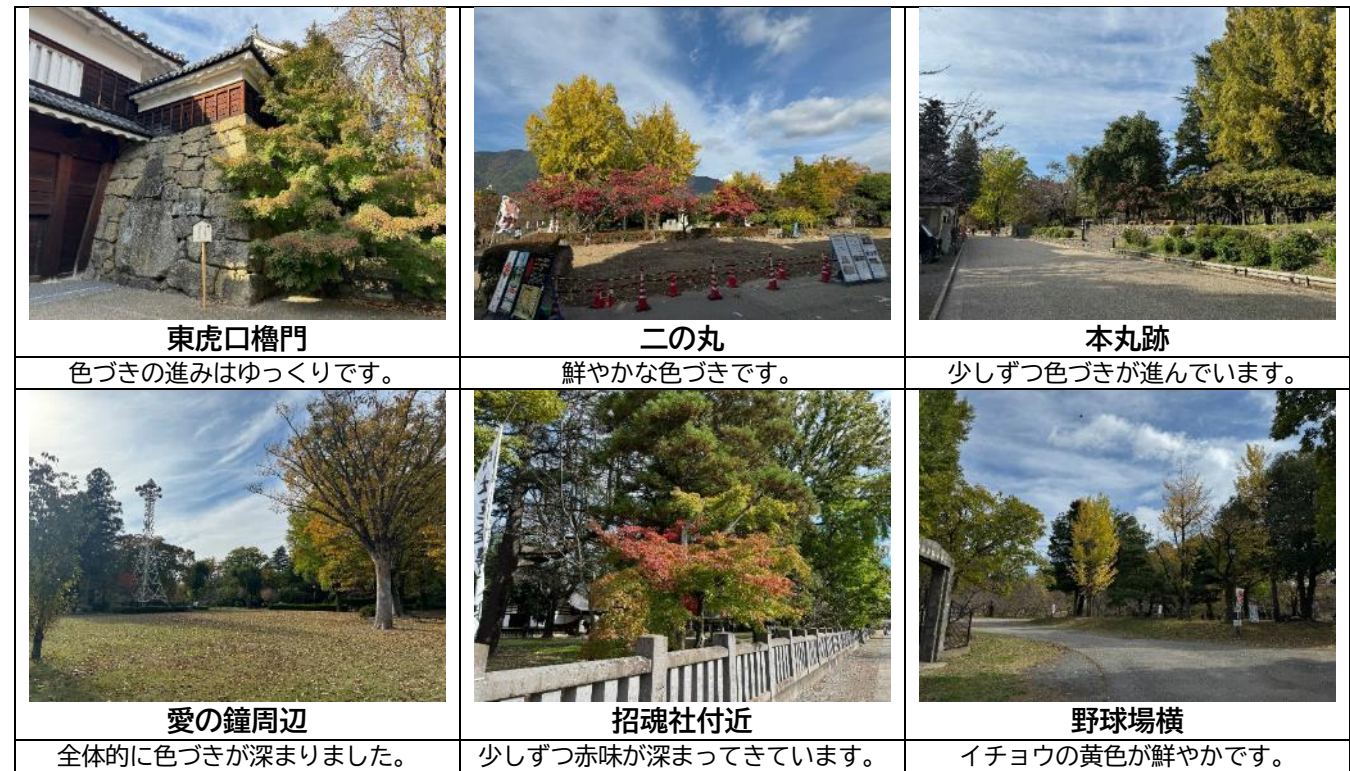 東虎口櫓門
二の丸
本丸跡
色づきの進みはゆっくりです。
鮮やかな色づきです。
少しずつ色づきが進んでいます。
愛の鐘周辺
招魂社付近
野球場横
全体的に色づきが深まりました。
少しずつ赤味が深まってきています。
イチョウの黄色が鮮やかです。